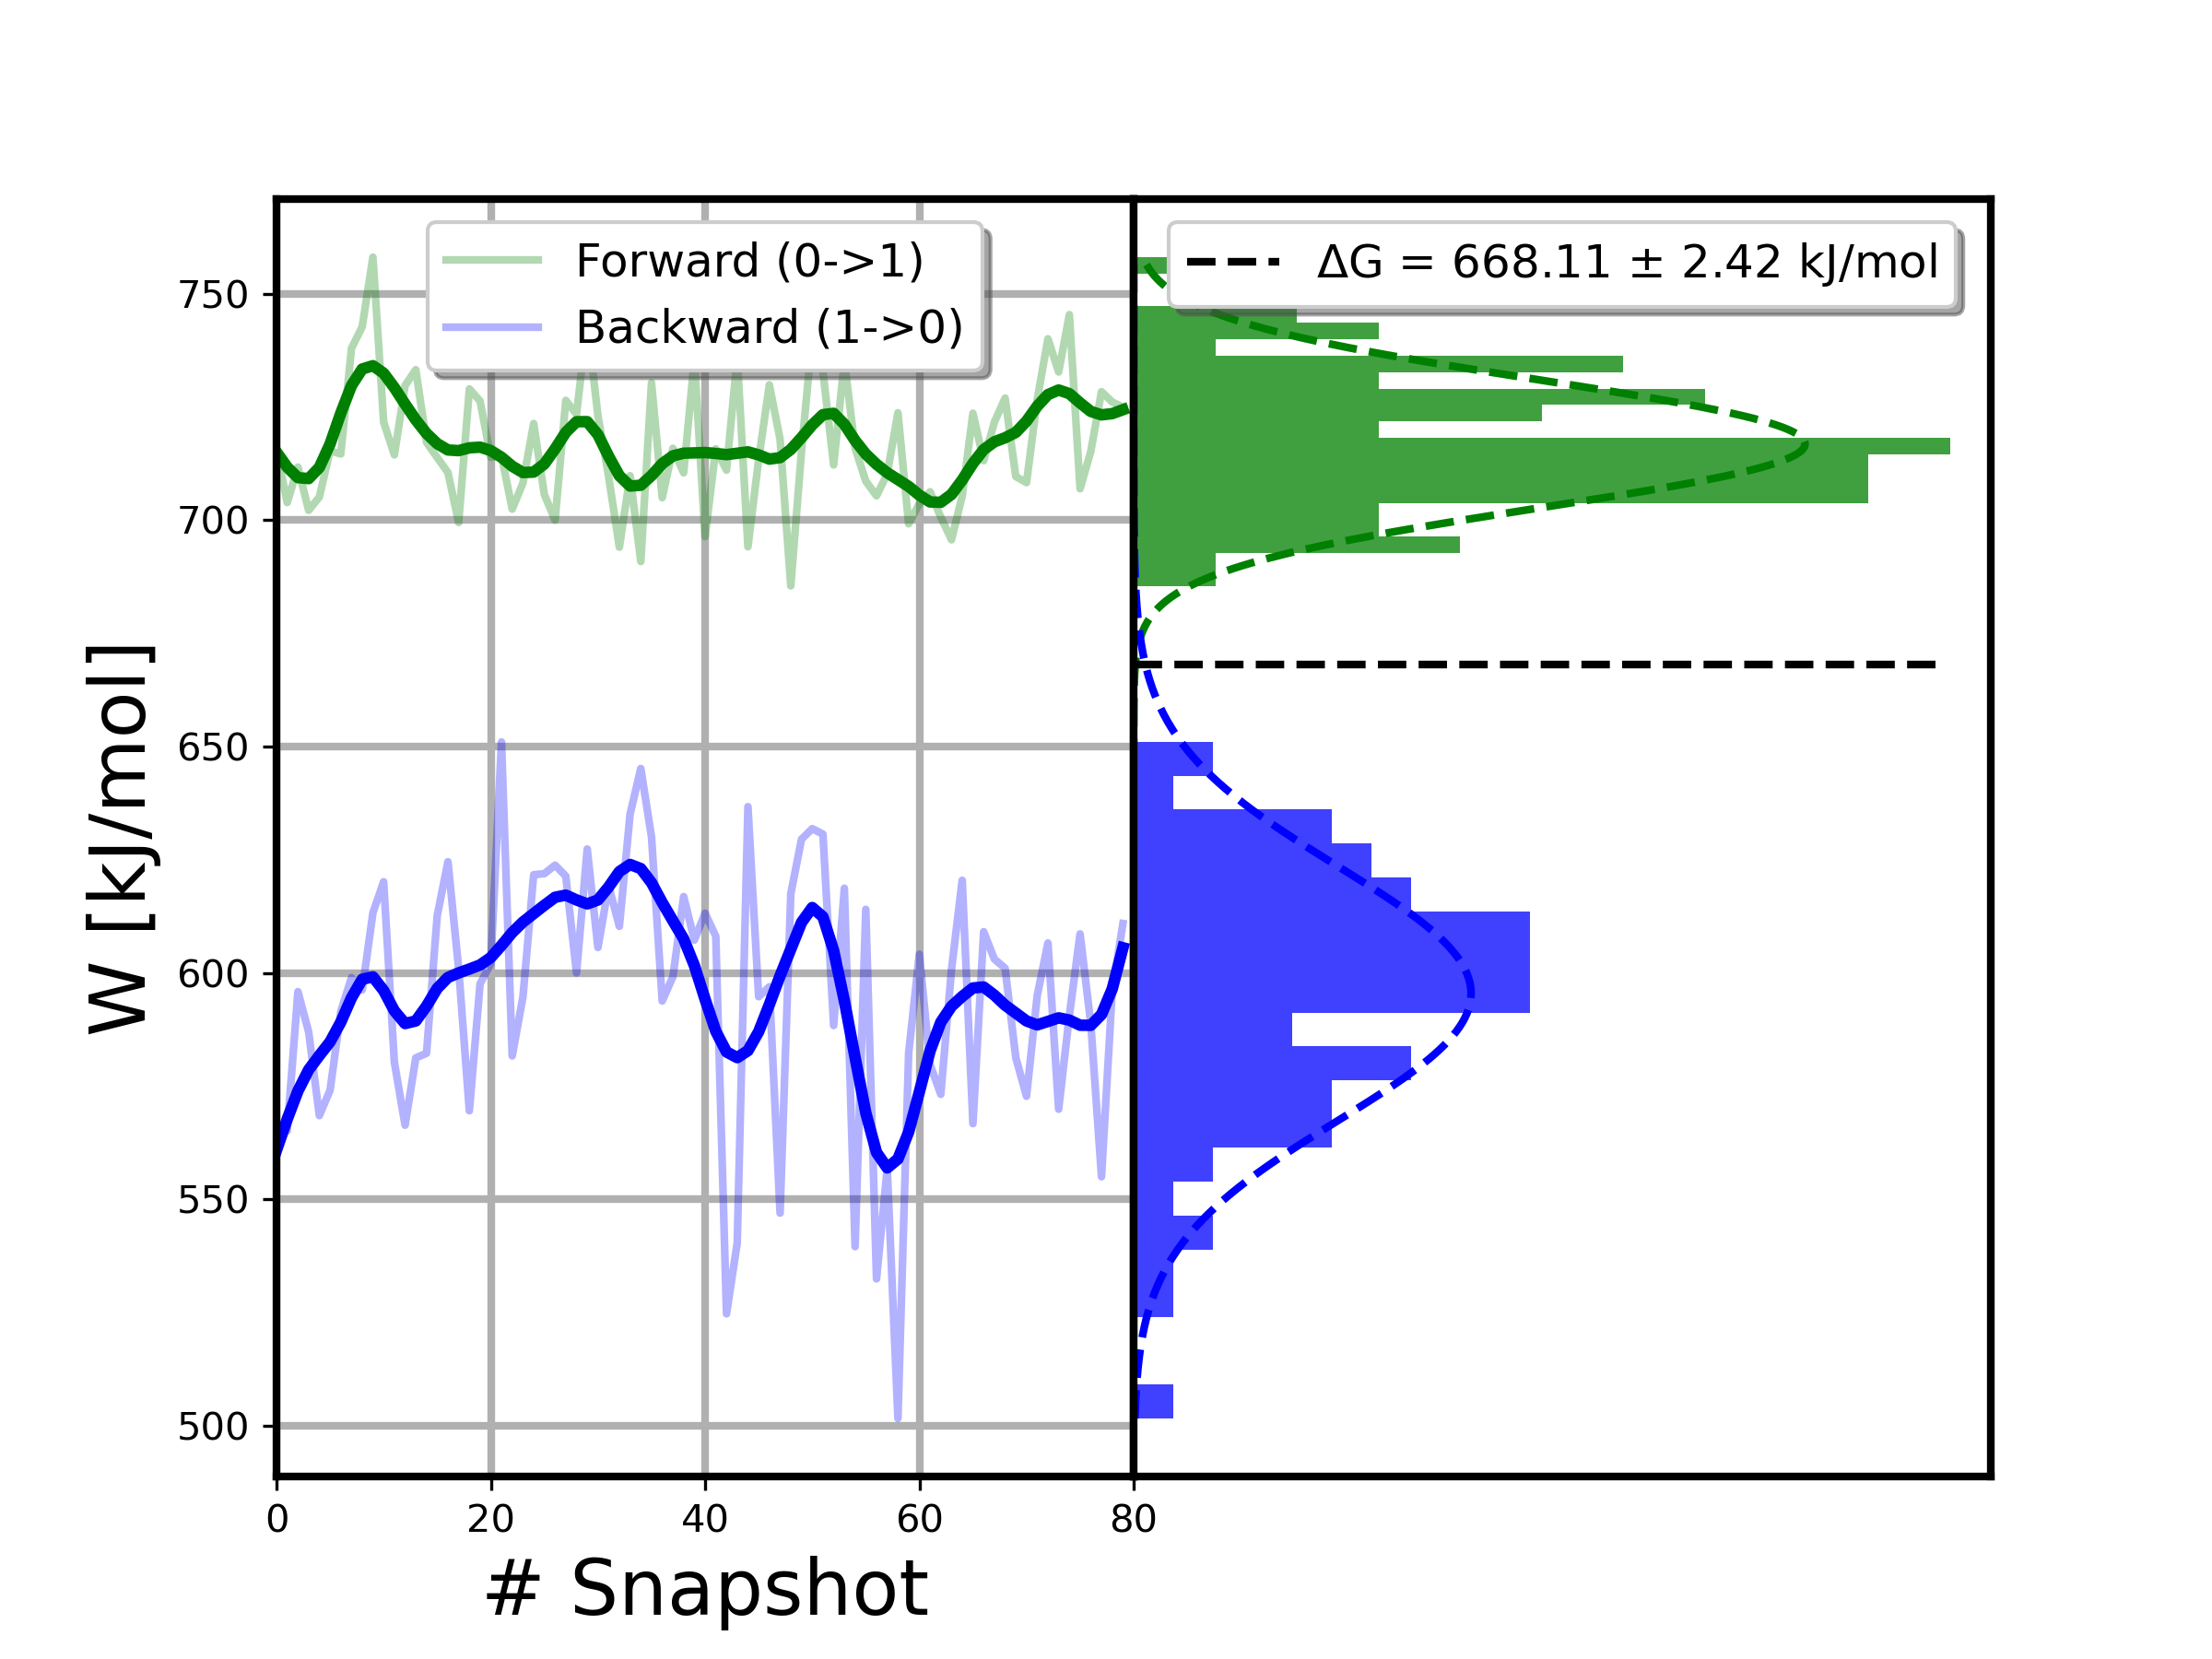 Forward (0->1)
Backward (1->0)
ΔG = 668.11 ± 2.42 kJ/mol
W [kJ/mol]
750
700
650
600
550
500
0 20 40 60 80
# Snapshot